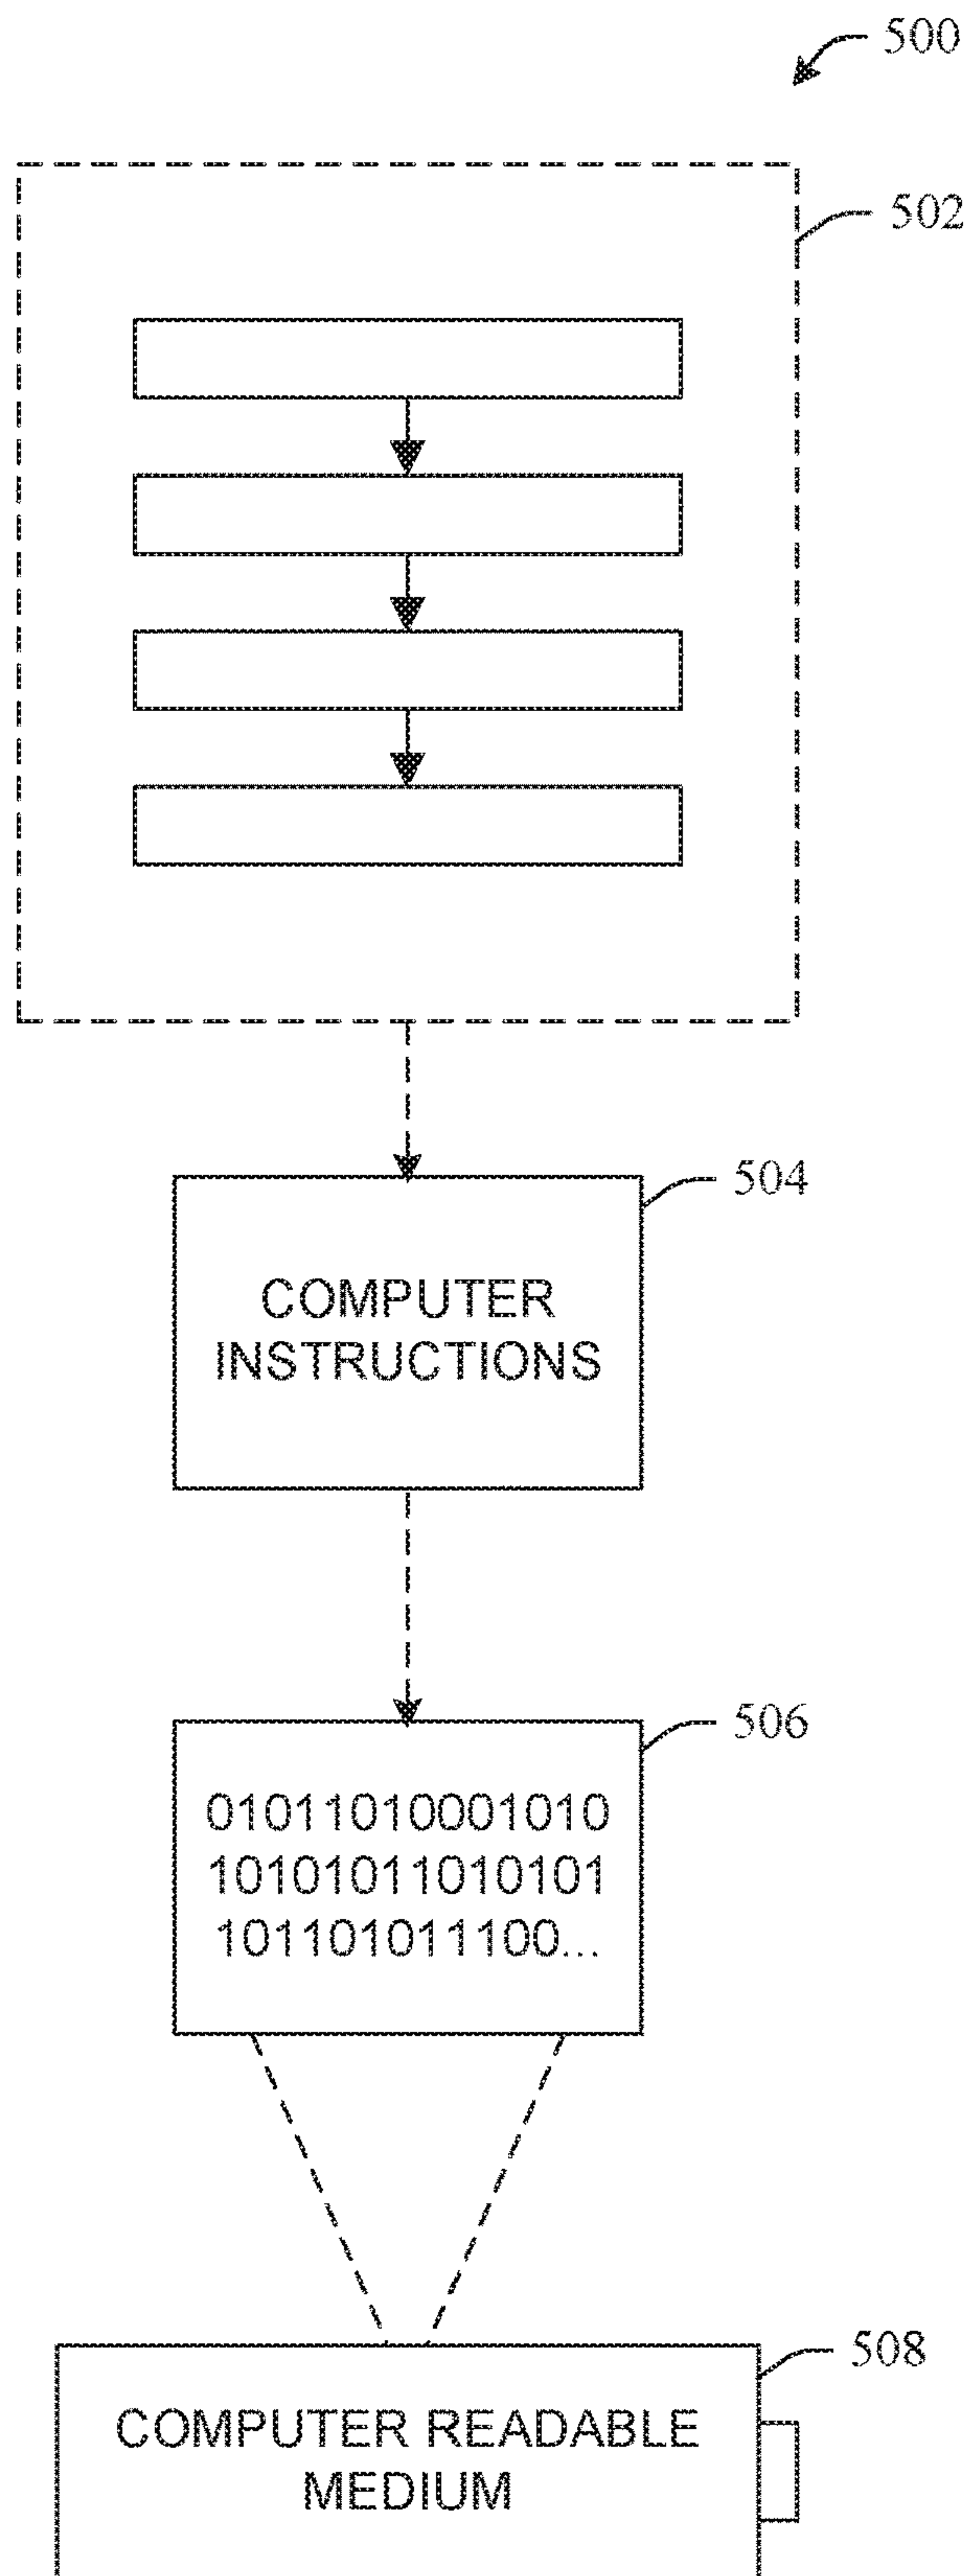 500
502
504
COMPUTER
INSTRUCTIONS
506
01011010001010
10101011010101
101101011100...
508
COMPUTER READABLE
MEDIUM